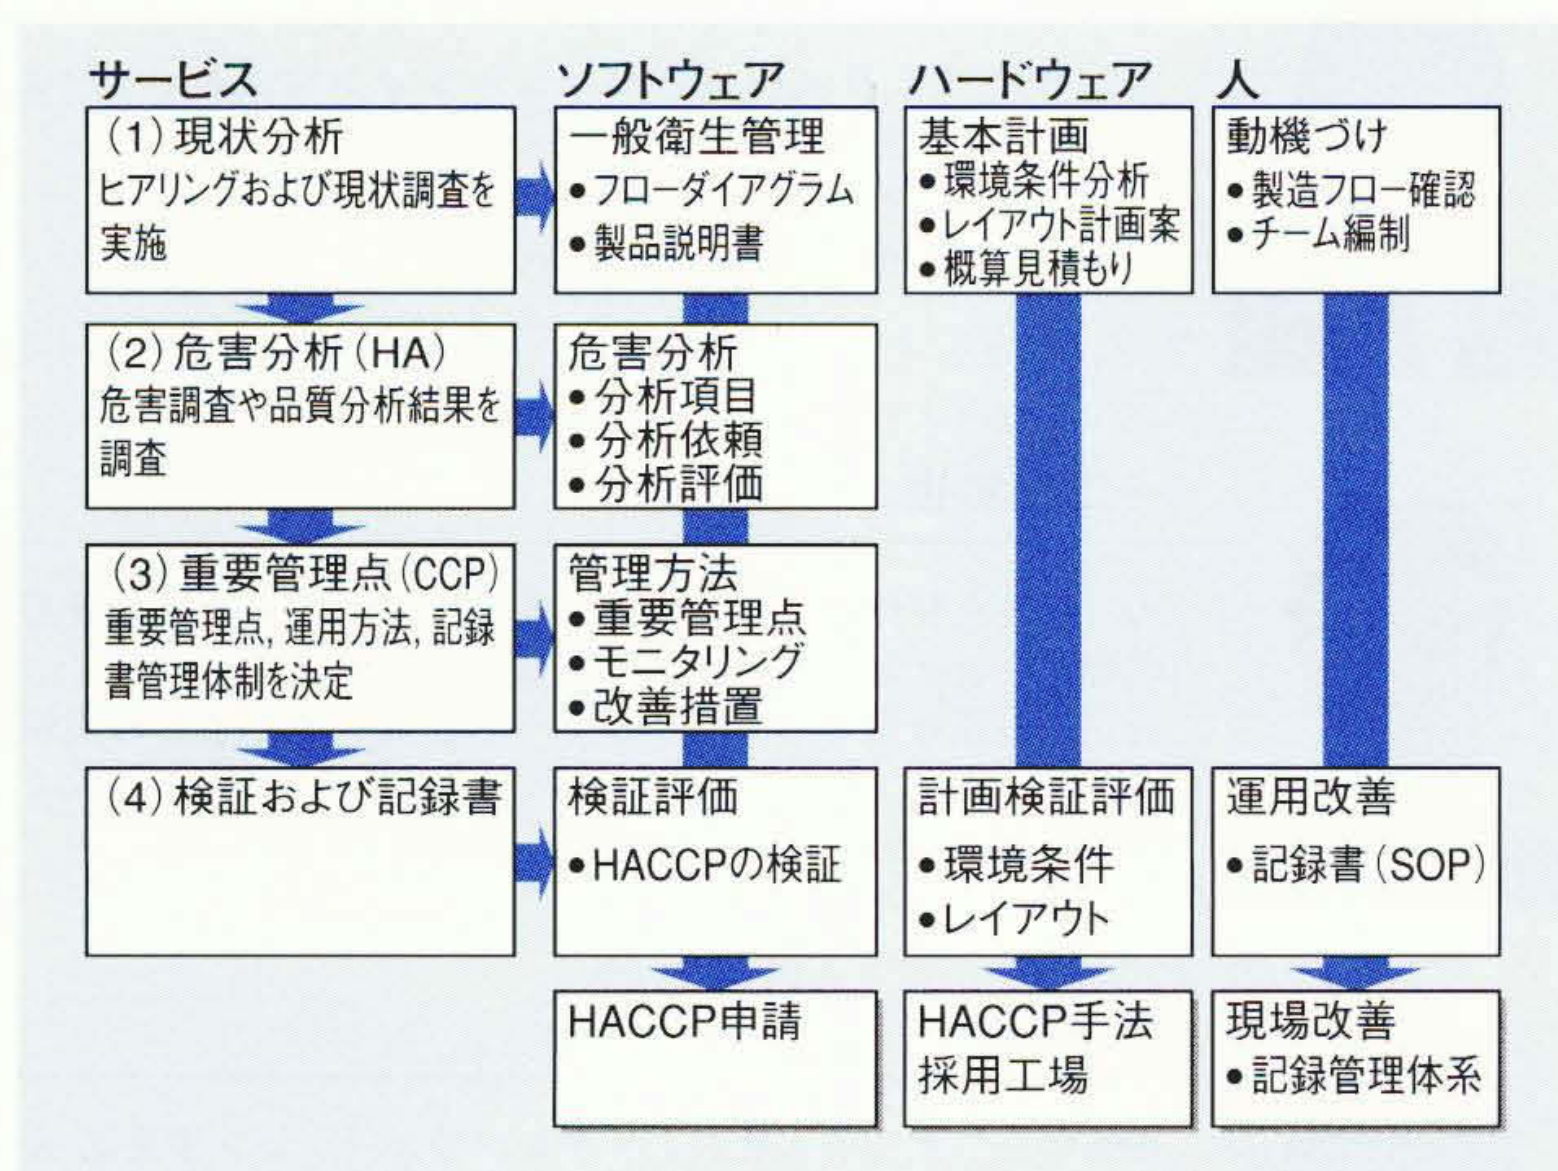 サービス
ソフトウェア
ハードウェア
人
(1)現状分析
ヒアリングおよび現状調査を
実施
一般衛生管理
●フローダイアグラム
●製品説明書
基本計画
●環境条件分析
●レイアウト計画案
●概算見積もり
動機づけ
●製造フロー確認
●チーム編制
(2)危害分析(HA)
危害調査や品質分析結果を
調査
危害分析
●分析項目
●分析依頼
●分析評価
(3)重要管理点(CCP)
重要管理点, 運用方法, 記録
書管理体制を決定
管理方法
●重要管理点
●モニタリング
●改善措置
(4)検証および記録書
検証評価
●HACCPの検証
計画検証評価
●環境条件
●レイアウト
運用改善
●記録書(SOP)
HACCP申請
HACCP手法
採用工場
現場改善
●記録管理体系